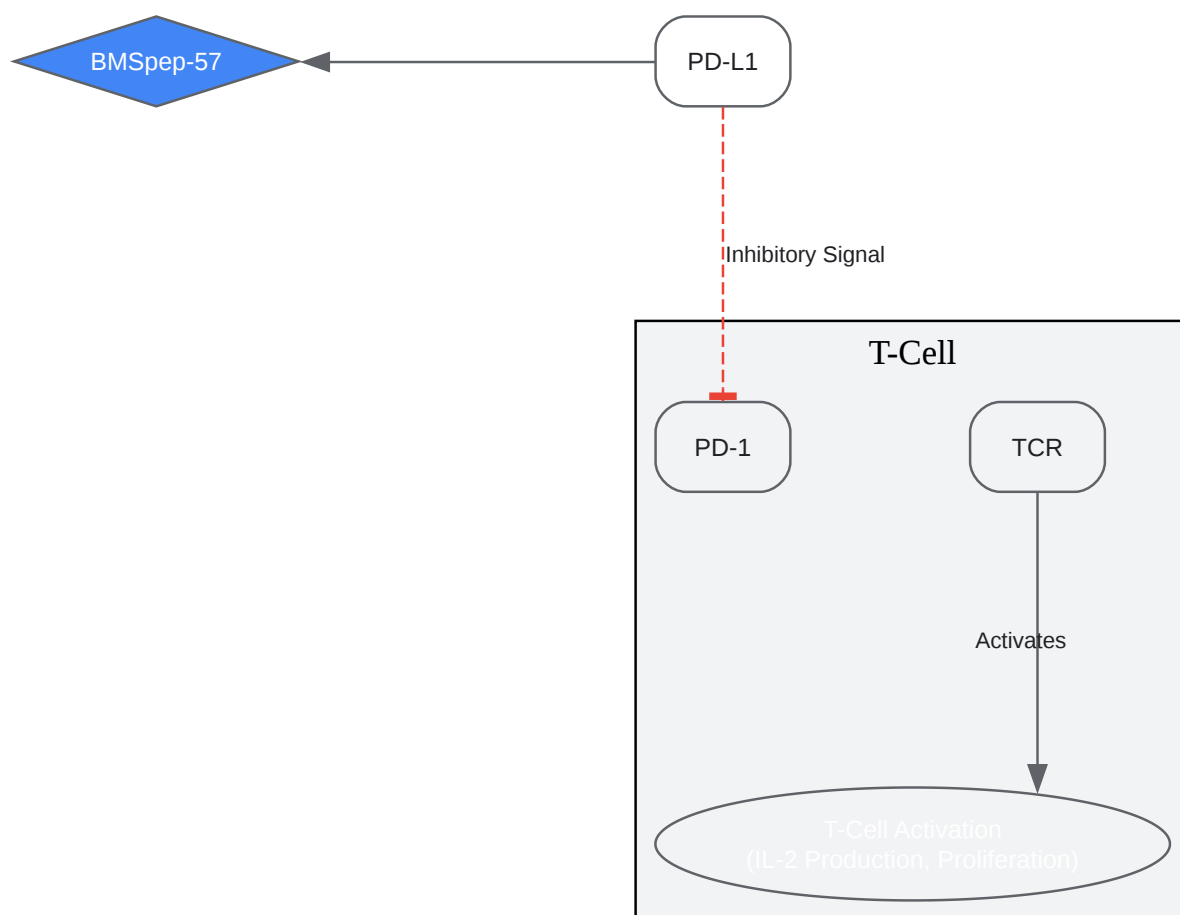 BMSpep-57
PD-L1
Inhibitory Signal
T-Cell
PD-1
TCR
Activates
T-Cell Activation
(IL-2 Production, Proliferation)